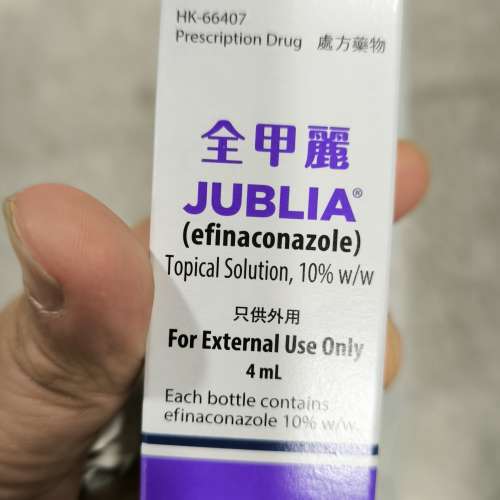 HK-66407
Prescription Drug 處方藥物
全甲麗
JUBLIA®
(efinaconazole)
Topical Solution, 10% w/w
只供外用
For External Use Only
4 mL
Each bottle contains
efinaconazole 10% w/w.